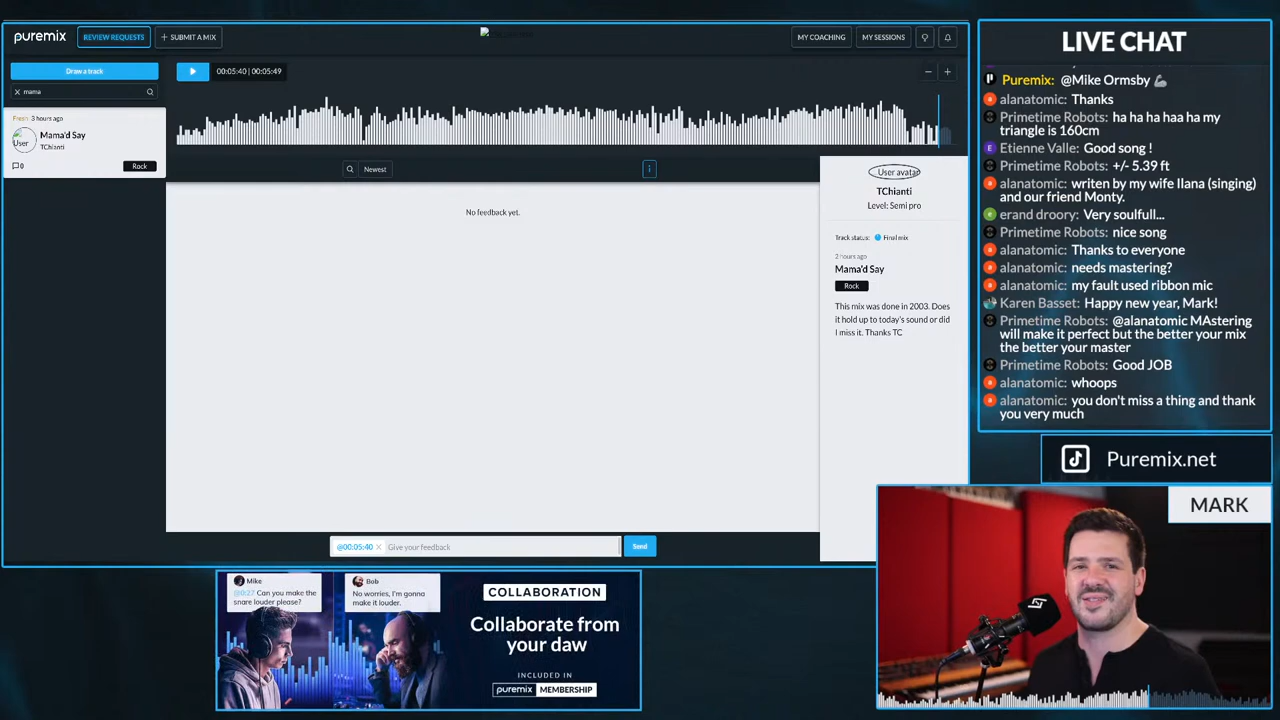 puremix
REVIEW REQUESTS
+ SUBMIT A MIX
MY COACHING
MY SESSIONS
Draw a track
mama
Fresh 3 hours ago
User
Mama'd Say
TChianti
0
Rock
00:05:40 | 00:05:49
Newest
No feedback yet.
User avatar
TChianti
Level: Semi pro
Track status: Final mix
2 hours ago
Mama'd Say
Rock
This mix was done in 2003. Does
it hold up to today's sound or did
I miss it. Thanks TC
@00:05:40
Give your feedback
Send
LIVE CHAT
Puremix: @Mike Ormsby
alanatomic: Thanks
Primetime Robots: ha ha ha haa ha my
triangle is 160cm
Etienne Valle: Good song !
Primetime Robots: +/- 5.39 ft
alanatomic: writen by my wife Ilana (singing)
and our friend Monty.
erand droory: Very soulfull...
Primetime Robots: nice song
alanatomic: Thanks to everyone
alanatomic: needs mastering?
alanatomic: my fault used ribbon mic
Karen Basset: Happy new year, Mark!
Primetime Robots: @alanatomic MAstering
will make it perfect but the better your mix
the better your master
Primetime Robots: Good JOB
alanatomic: whoops
alanatomic: you don't miss a thing and thank
you very much
Puremix.net
MARK
Mike
@0:27 Can you make the
snare louder please?
Bob
No worries, I'm gonna
make it louder.
COLLABORATION
Collaborate from
your daw
INCLUDED IN
puremix MEMBERSHIP